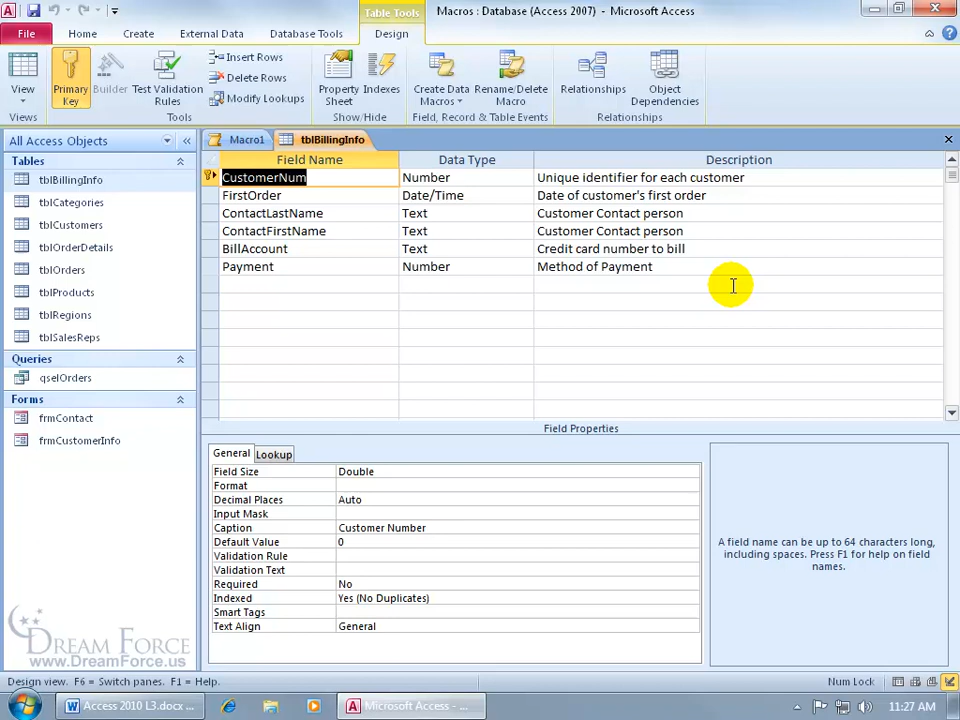 Table Tools
Macros : Database (Access 2007) - Microsoft Access
File
Home
Create
External Data
Database Tools
Design
View
Primary Key
Builder
Test Validation Rules
Insert Rows
Delete Rows
Modify Lookups
Property Sheet
Indexes
Create Data Macros
Rename/Delete Macro
Relationships
Object Dependencies
Views
Tools
Show/Hide
Field, Record & Table Events
Relationships
All Access Objects
Tables
tblBillingInfo
tblCategories
tblCustomers
tblOrderDetails
tblOrders
tblProducts
tblRegions
tblSalesReps
Queries
qselOrders
Forms
frmContact
frmCustomerInfo
Macro1
tblBillingInfo
Field Name Data Type Description
CustomerNum Number Unique identifier for each customer
FirstOrder Date/Time Date of customer's first order
ContactLastName Text Customer Contact person
ContactFirstName Text Customer Contact person
BillAccount Text Credit card number to bill
Payment Number Method of Payment
Field Properties
General Lookup
Field Size Double
Format
Decimal Places Auto
Input Mask
Caption Customer Number
Default Value 0
Validation Rule
Validation Text
Required No
Indexed Yes (No Duplicates)
Smart Tags
Text Align General
A field name can be up to 64 characters long,
including spaces. Press F1 for help on field
names.
DREAM FORCE
www.DreamForce.us
Design view. F6 = Switch panes. F1 = Help.
Num Lock
Access 2010 L3.docx ...
Microsoft Access - ...
11:27 AM